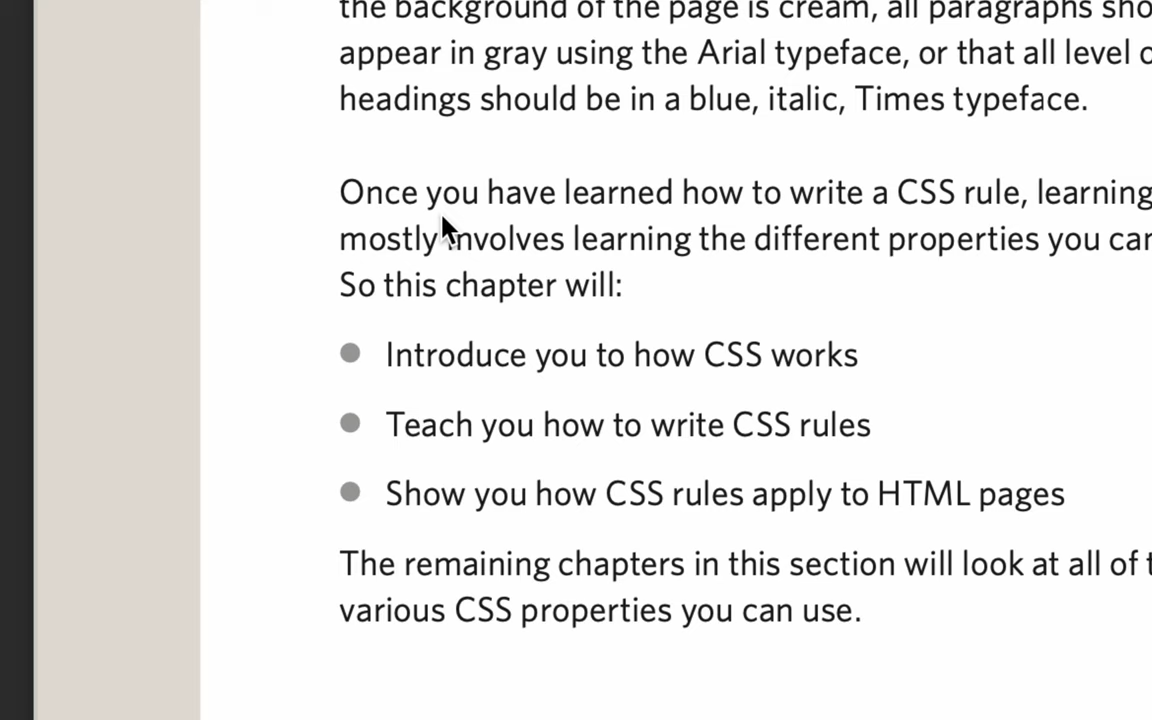 the background of the page is cream, all paragraphs sho
appear in gray using the Arial typeface, or that all level o
headings should be in a blue, italic, Times typeface.
Once you have learned how to write a CSS rule, learning
mostly involves learning the different properties you can
So this chapter will:
Introduce you to how CSS works
Teach you how to write CSS rules
Show you how CSS rules apply to HTML pages
The remaining chapters in this section will look at all of t
various CSS properties you can use.